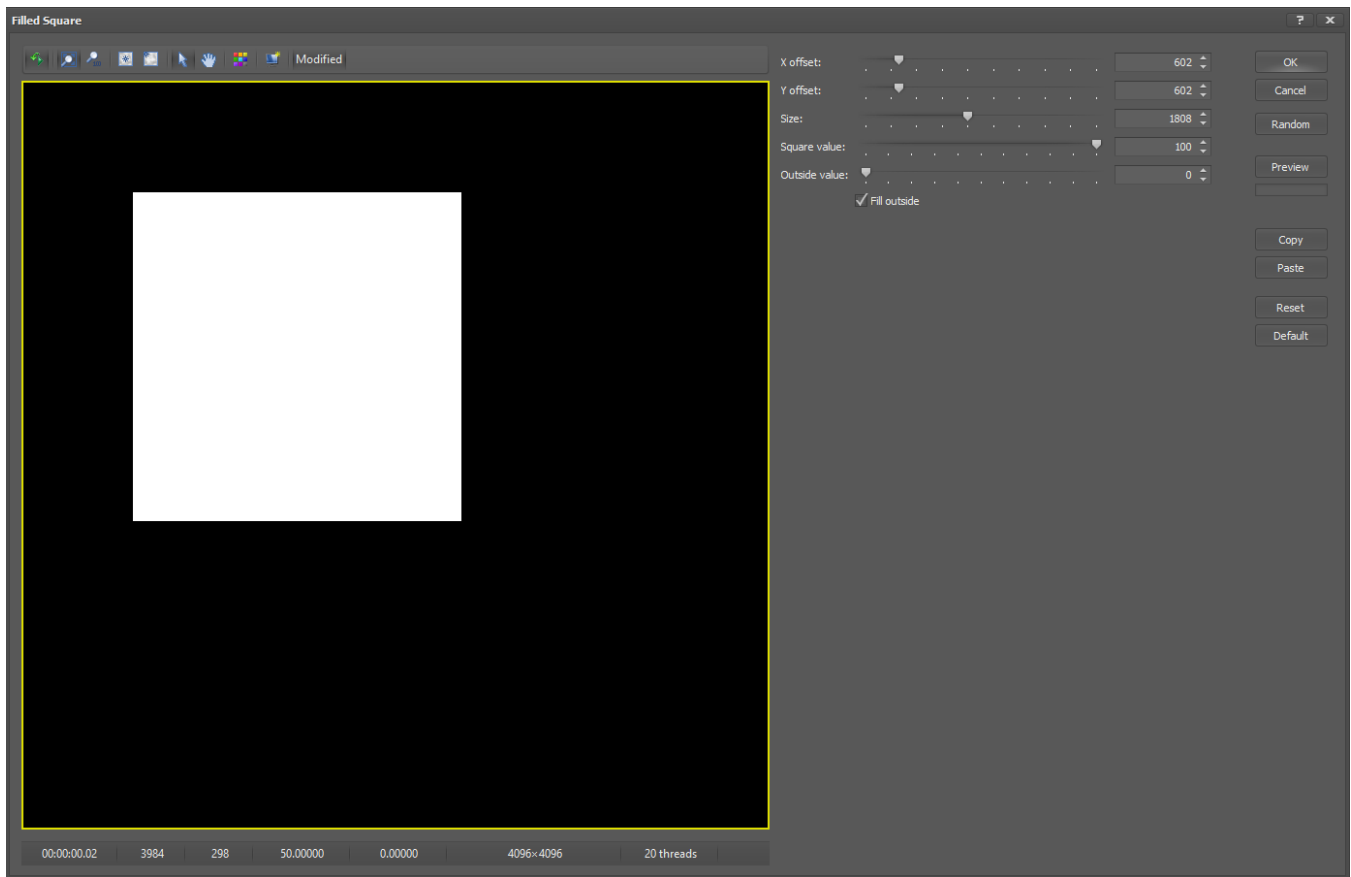 Filled Square
? x
Modified
X offset: 602
Y offset: 602
Size: 1808
Square value: 100
Outside value: 0
Fill outside
OK
Cancel
Random
Preview
Copy
Paste
Reset
Default
00:00:00.02 3984 298 50.00000 0.00000 4096×4096 20 threads